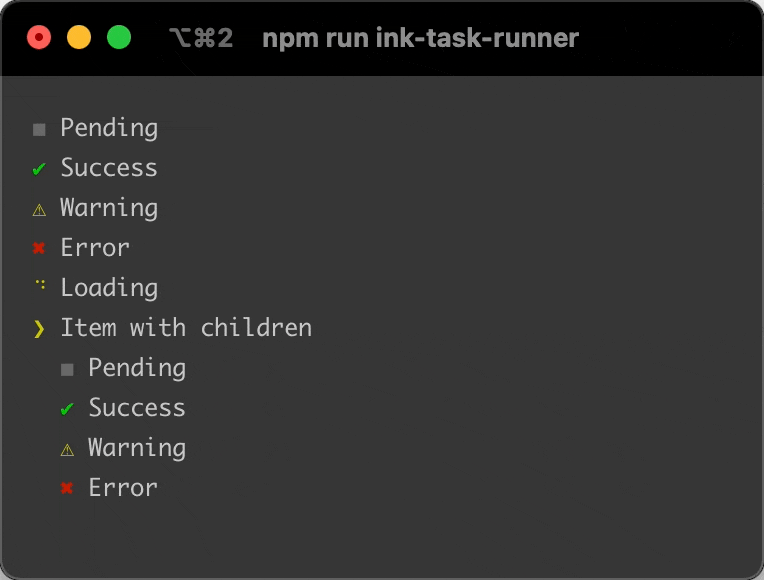 ⌥⌘2 npm run ink-task-runner
◼ Pending
✔ Success
⚠ Warning
✖ Error
⠙ Loading
❯ Item with children
◼ Pending
✔ Success
⚠ Warning
✖ Error